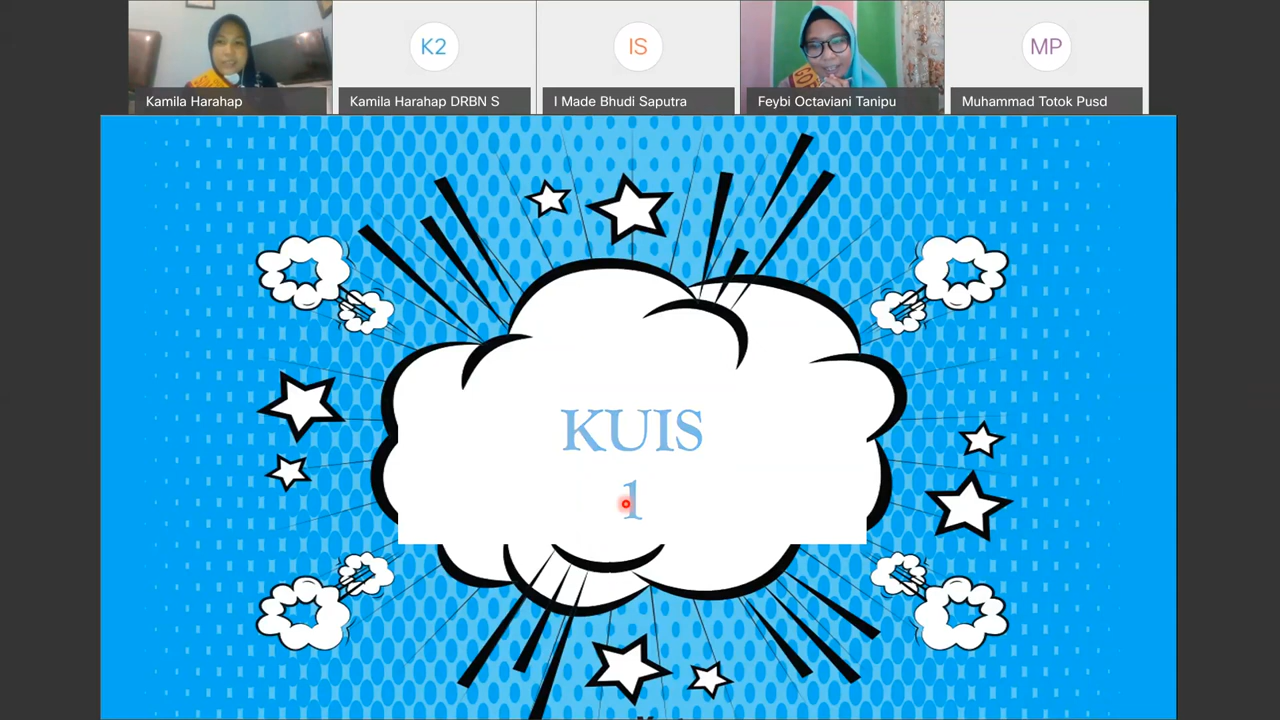 K2
IS
MP
Kamila Harahap
Kamila Harahap DRBN S
I Made Bhudi Saputra
Feybi Octaviani Tanipu
Muhammad Totok Pusd
KUIS
1